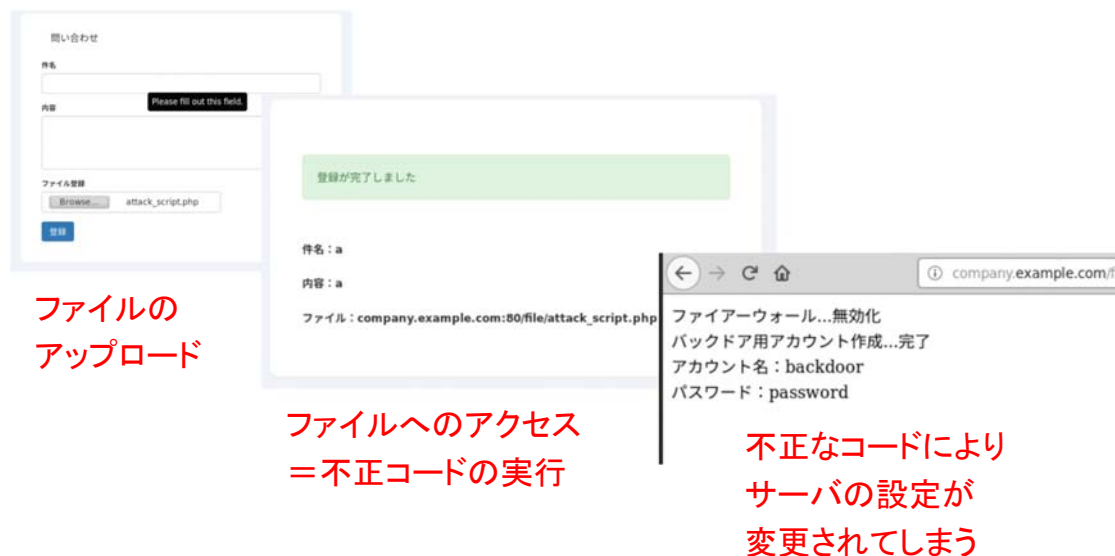 問い合わせ
件名
Please fill out this field.
内容
ファイル登録
Browse... attack_script.php
登録
ファイルの
アップロード
登録が完了しました
件名：a
内容：a
ファイル：company.example.com:80/file/attack_script.php
ファイルへのアクセス
＝不正コードの実行
company.example.com/f
ファイアーウォール...無効化
バックドア用アカウント作成...完了
アカウント名：backdoor
パスワード：password
不正なコードにより
サーバの設定が
変更されてしまう